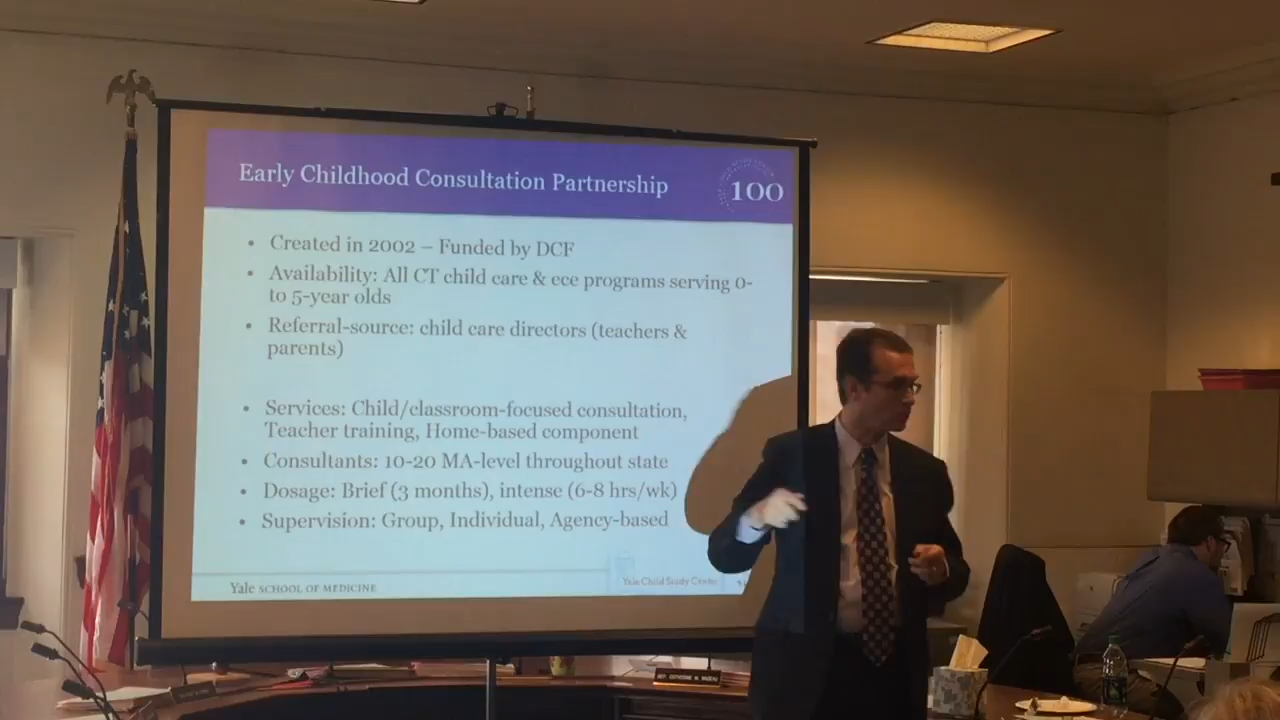 Early Childhood Consultation Partnership
100
• Created in 2002 – Funded by DCF
• Availability: All CT child care & ece programs serving 0-
to 5-year olds
• Referral-source: child care directors (teachers &
parents)
• Services: Child/classroom-focused consultation,
Teacher training, Home-based component
• Consultants: 10-20 MA-level throughout state
• Dosage: Brief (3 months), intense (6-8 hrs/wk)
• Supervision: Group, Individual, Agency-based
Yale SCHOOL OF MEDICINE
Yale Child Study Center